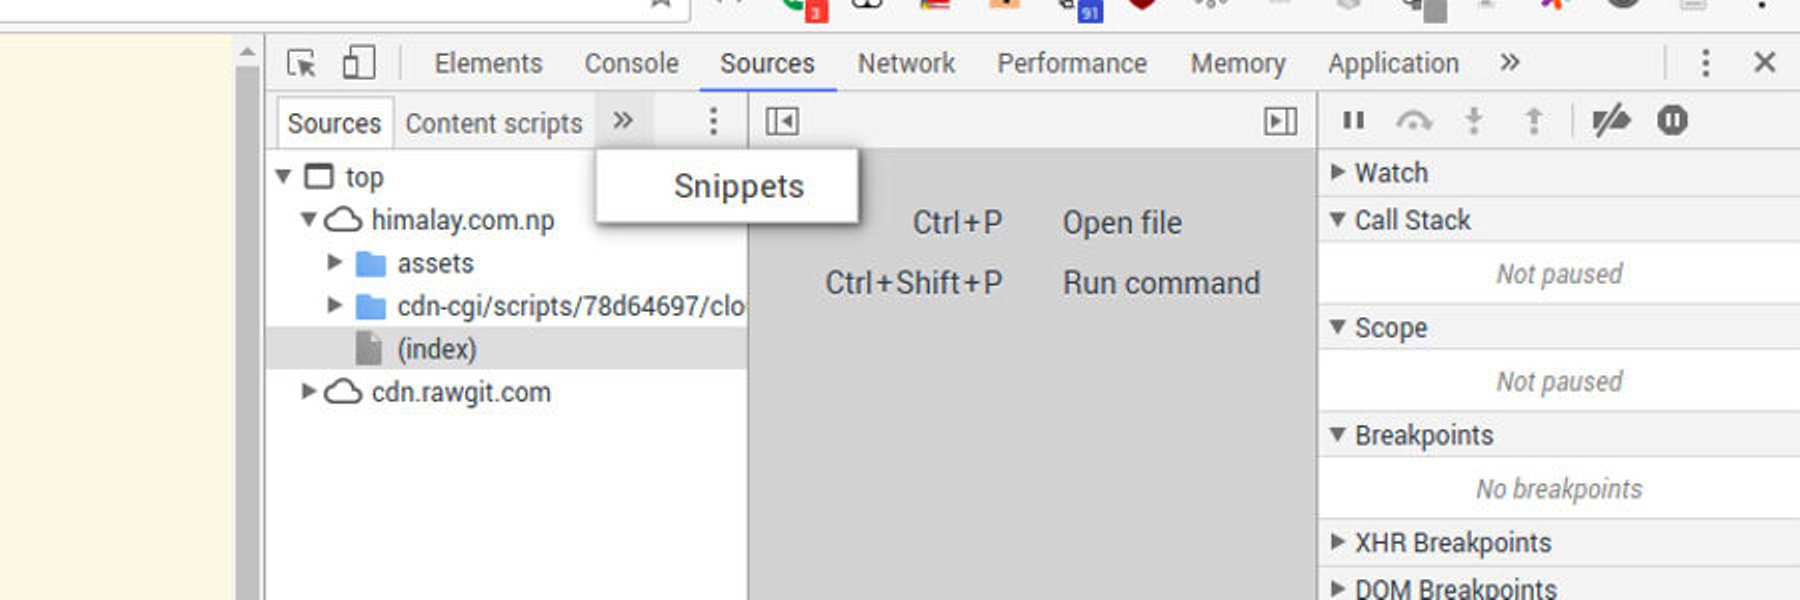 3
91
Elements Console Sources Network Performance Memory Application »
Sources Content scripts »
Snippets
top
himalay.com.np
assets
cdn-cgi/scripts/78d64697/clo
(index)
cdn.rawgit.com
Ctrl+P Open file
Ctrl+Shift+P Run command
Watch
Call Stack
Not paused
Scope
Not paused
Breakpoints
No breakpoints
XHR Breakpoints
DOM Breakpoints